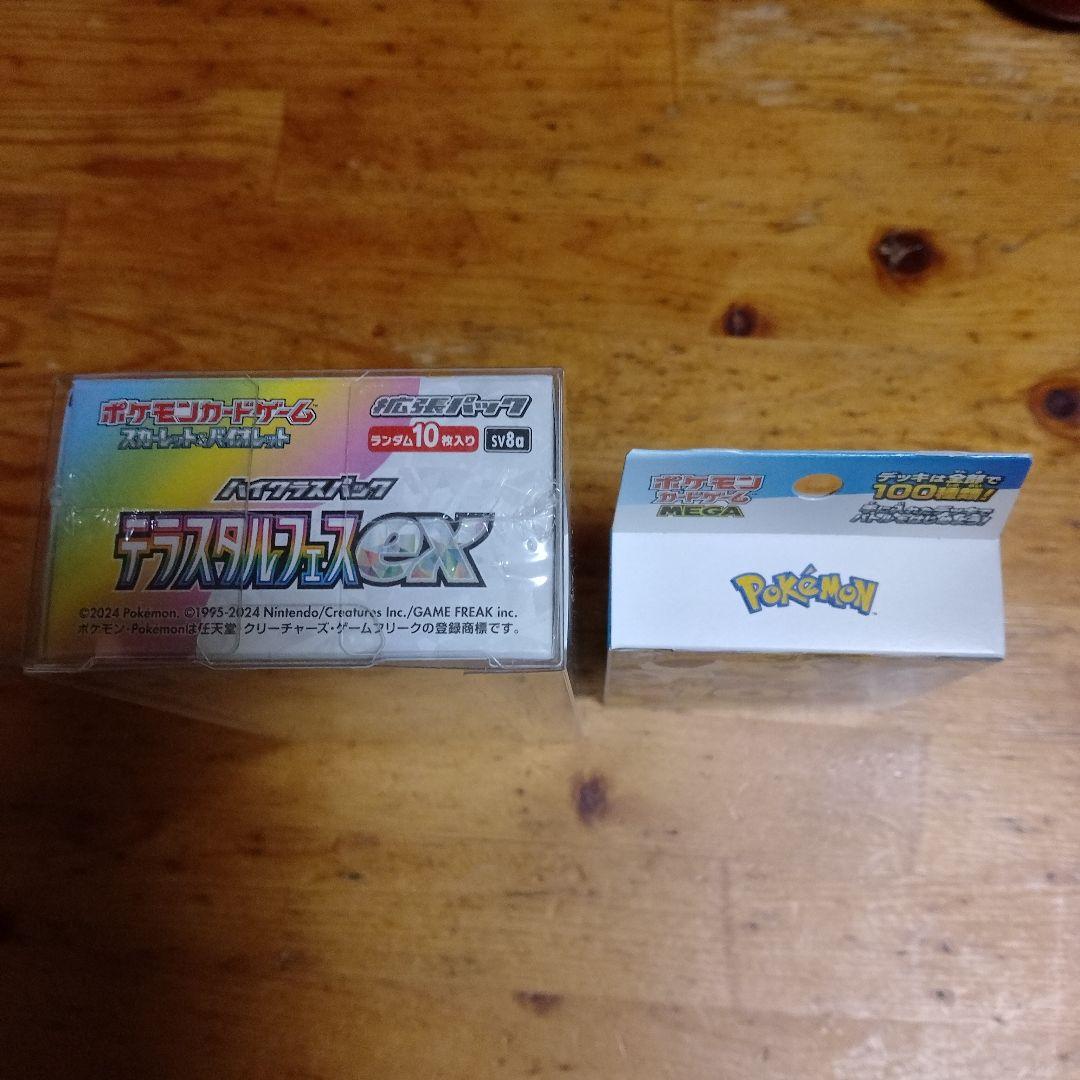 ポケモンカードゲーム
スカーレット&バイオレット
拡張パック
ランダム10枚入り SV8a
ハイクラスパック
テラスタルフェスex
©2024 Pokémon. ©1995-2024 Nintendo/Creatures Inc./GAME FREAK inc.
ポケモン・Pokémonは任天堂・クリーチャーズ・ゲームフリークの登録商標です。
ポケモン
カードゲーム
MEGA
デッキは全部で
100種類!
POKéMON